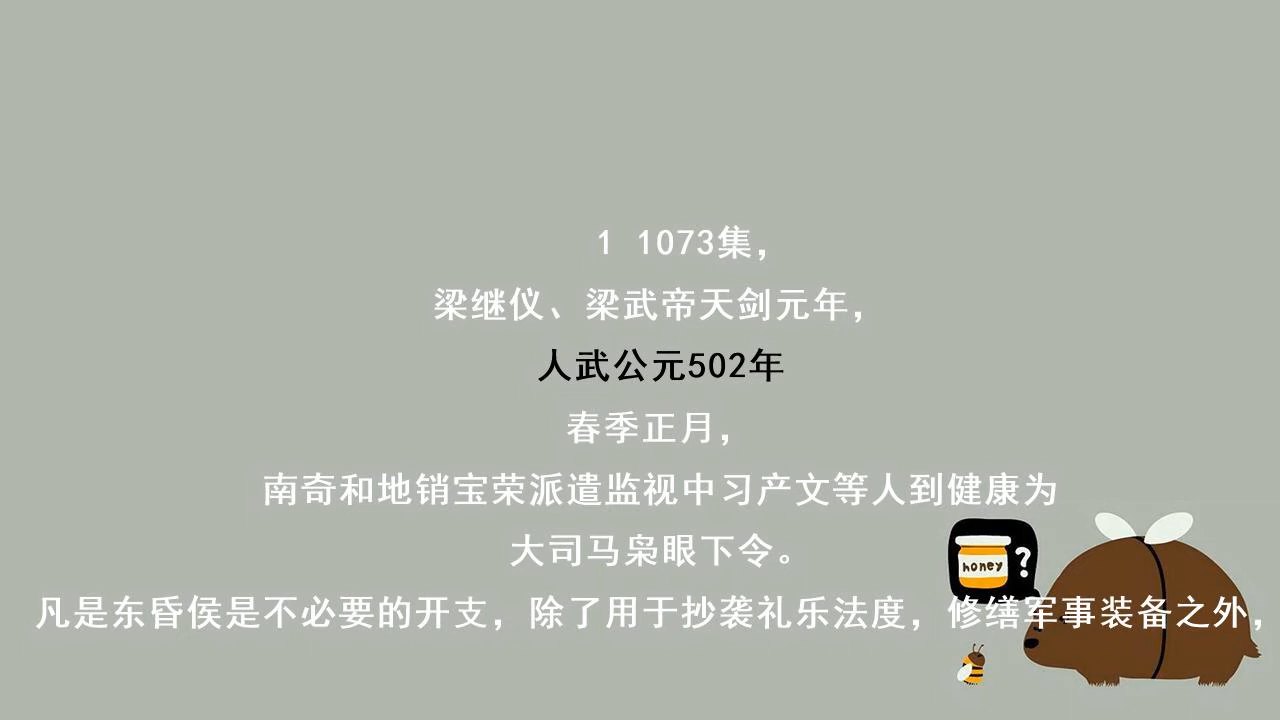 1 1073集，
梁继仪、梁武帝天剑元年，
人武公元502年
春季正月，
南奇和地销宝荣派遣监视中习产文等人到健康为
大司马枭眼下令。
honey ?
凡是东昏侯是不必要的开支，除了用于抄袭礼乐法度，修缮军事装备之外，